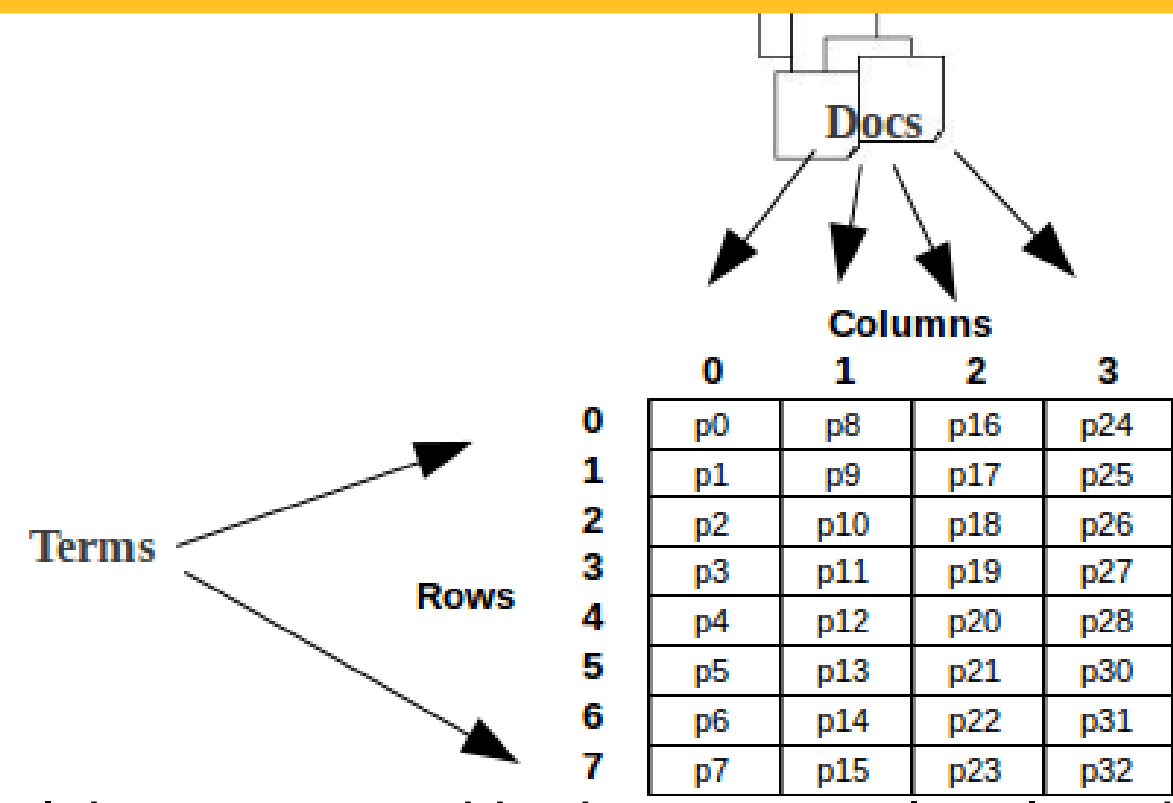 Docs
Columns
0 1 2 3
0 p0 p8 p16 p24
1 p1 p9 p17 p25
2 p2 p10 p18 p26
Terms
3 p3 p11 p19 p27
Rows
4 p4 p12 p20 p28
5 p5 p13 p21 p30
6 p6 p14 p22 p31
7 p7 p15 p23 p32